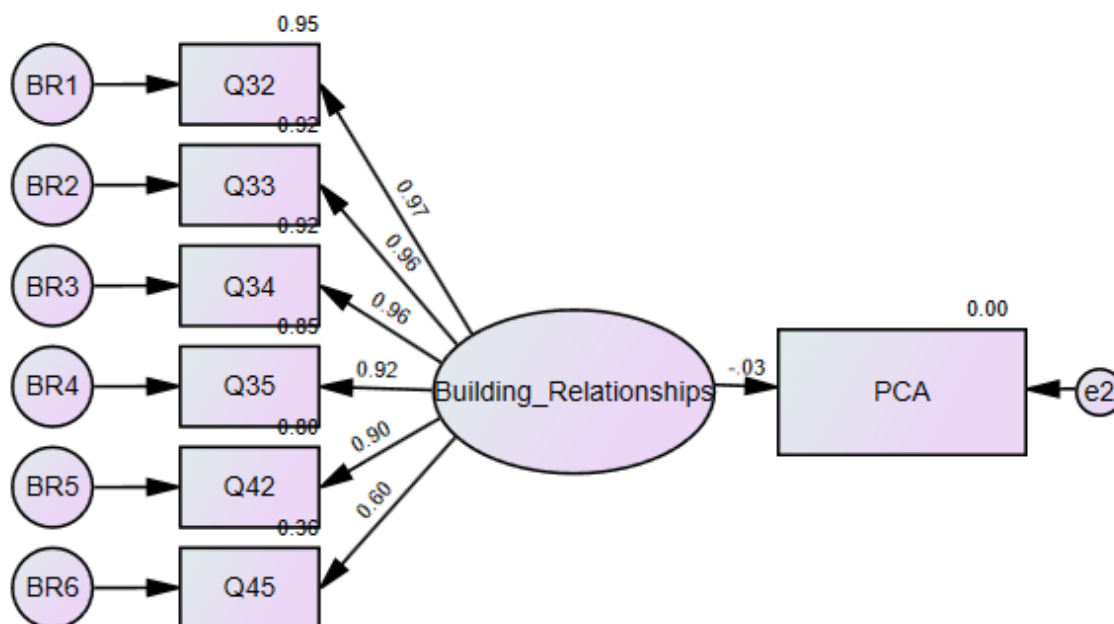 0.95
BR1
Q32
0.92
BR2
Q33
0.92
BR3
Q34
0.85
BR4
Q35
0.80
BR5
Q42
0.36
BR6
Q45
0.97
0.96
0.96
0.92
0.90
0.60
Building_Relationships
-.03
0.00
PCA
e2